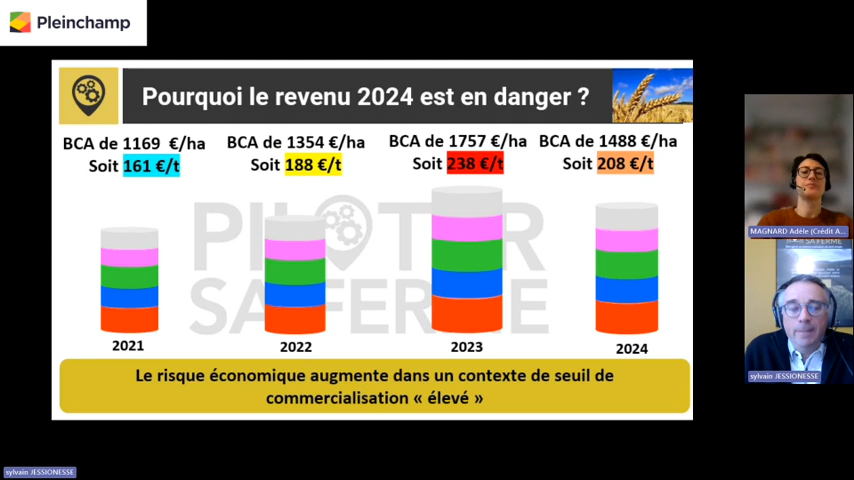 Pleinchamp
Pourquoi le revenu 2024 est en danger ?
BCA de 1169 €/ha
Soit 161 €/t
BCA de 1354 €/ha
Soit 188 €/t
BCA de 1757 €/ha
Soit 238 €/t
BCA de 1488 €/ha
Soit 208 €/t
PILOTER
SA FERME
2021
2022
2023
2024
Le risque économique augmente dans un contexte de seuil de
commercialisation « élevé »
MAGNARD Adèle (Crédit A...
SA FERME
sylvain JESSIONESSE
sylvain JESSIONESSE